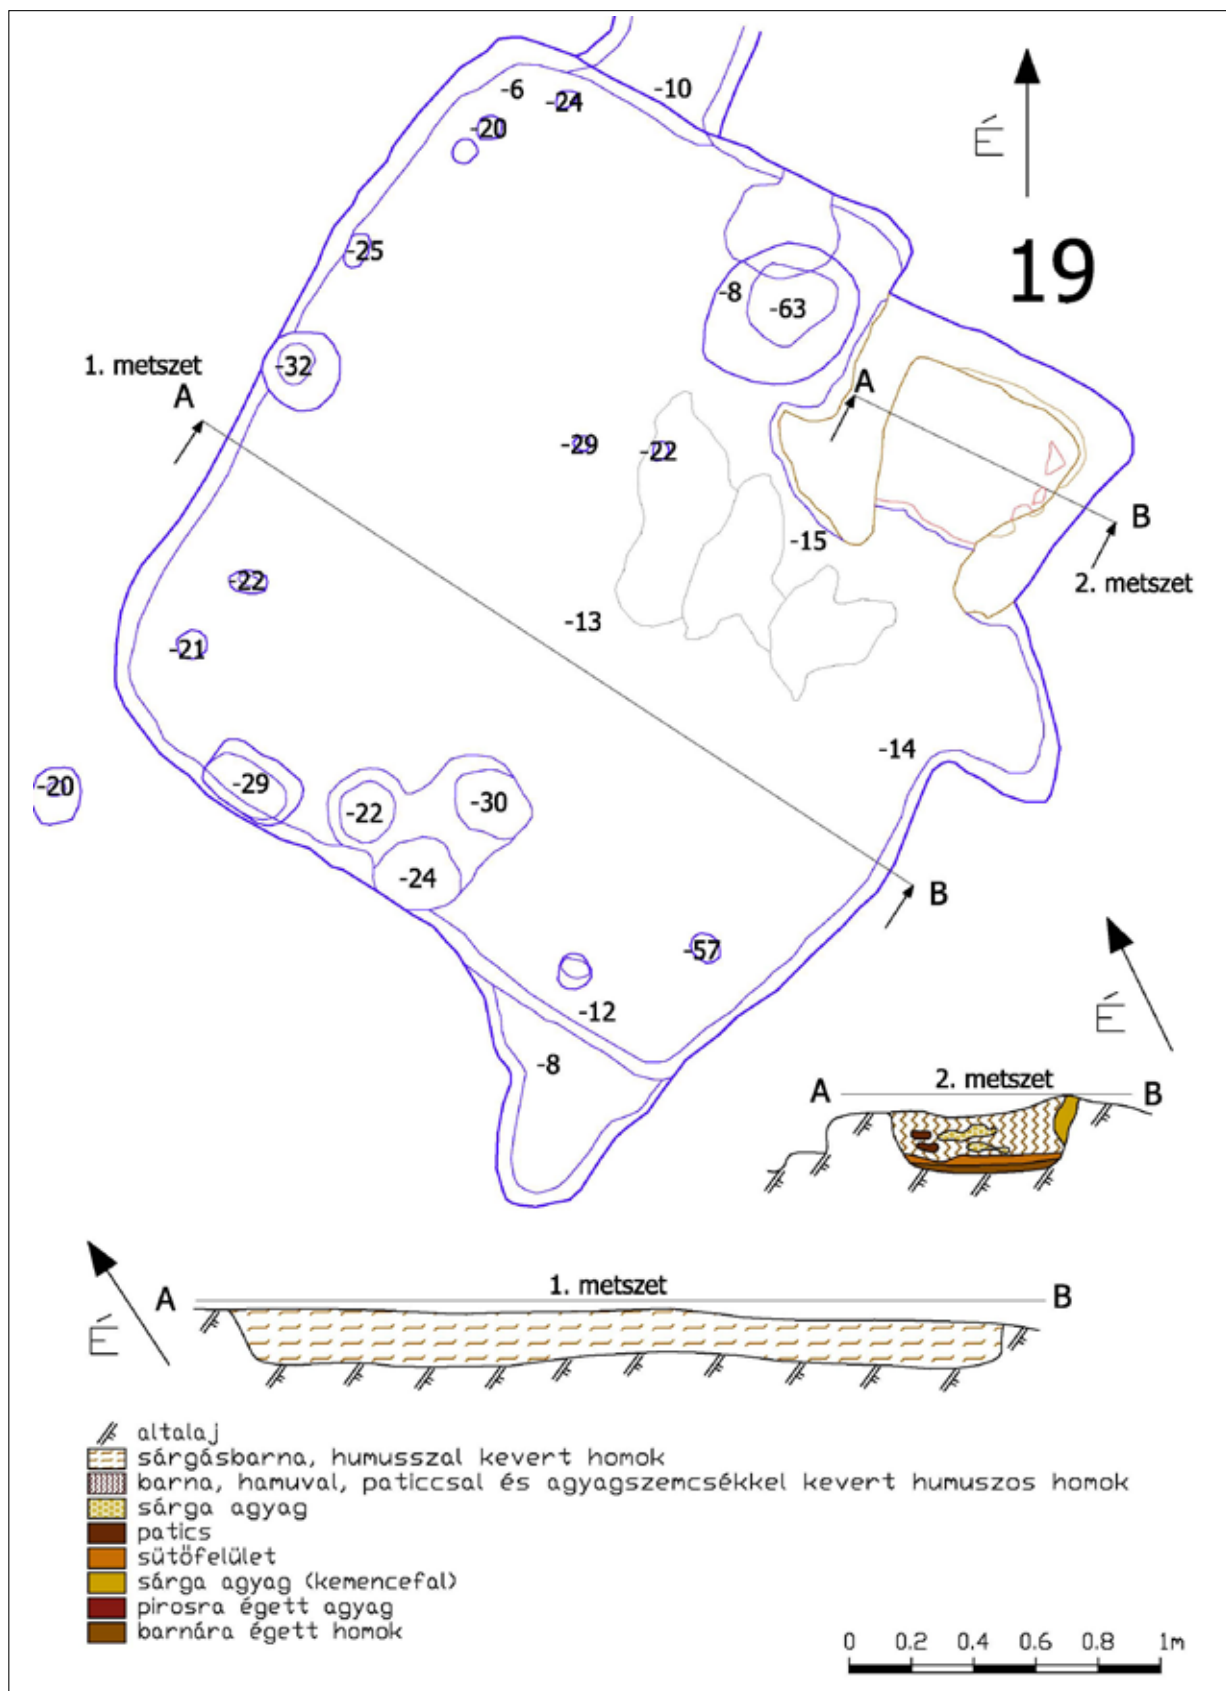 -6
-24
-10
-20
É
-25
19
-8
-63
-32
1. metszet
A
A
-29
-22
B
-15
2. metszet
-22
-13
-21
-14
-20
-29
-22
-30
-24
B
-57
-12
É
-8
A
2. metszet
B
É
A
1. metszet
B
altalaj
sárgásbarna, humusszal kevert homok
barna, hamuval, paticcsal és agyagszemcsékkel kevert humuszos homok
sárga agyag
patics
sütőfelület
sárga agyag (kemencefal)
pirosra égett agyag
barnára égett homok
0 0.2 0.4 0.6 0.8 1m